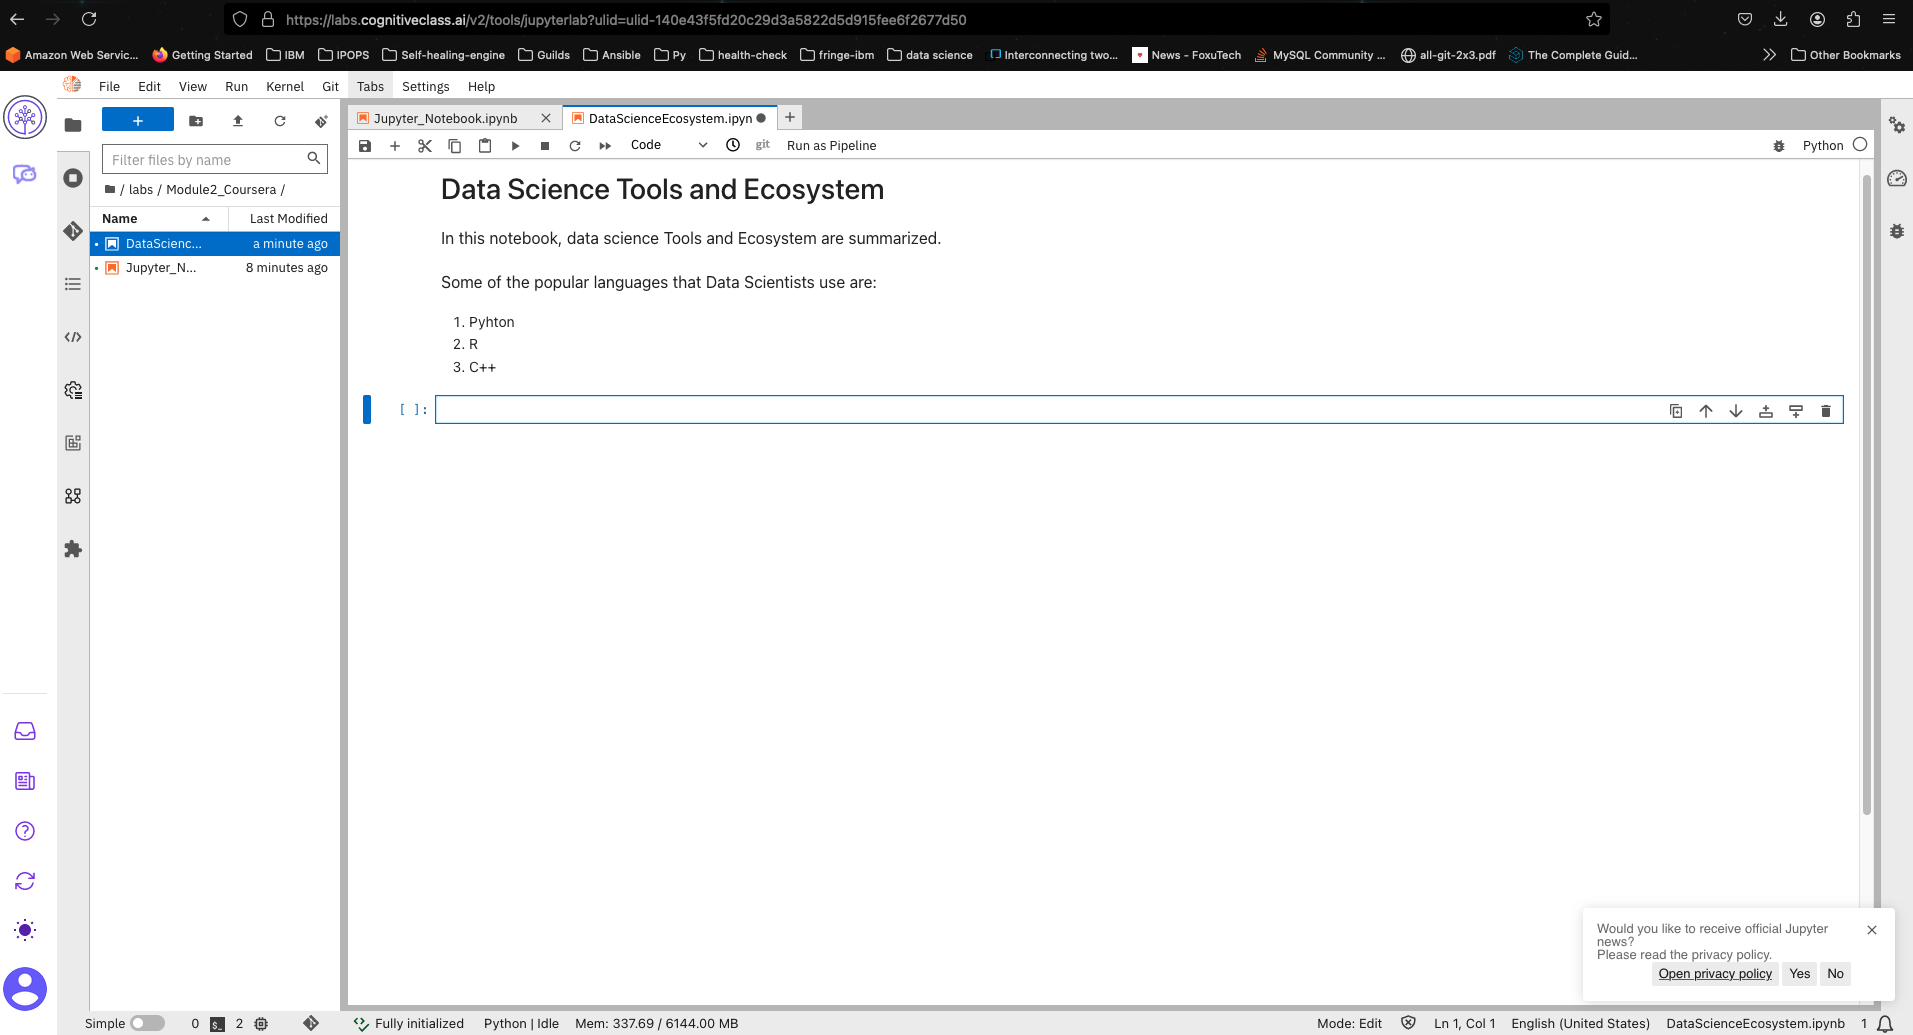 https://labs.cognitiveclass.ai/v2/tools/jupyterlab?ulid=ulid-140e43f5fd20c29d3a5822d5d915fee6f2677d50
Amazon Web Servic... Getting Started IBM IPOPS Self-healing-engine Guilds Ansible Py health-check fringe-ibm data science Interconnecting two... News - FoxuTech MySQL Community ... all-git-2x3.pdf The Complete Guid... Other Bookmarks
File Edit View Run Kernel Git Tabs Settings Help
Jupyter_Notebook.ipynb DataScienceEcosystem.ipyn
Code git Run as Pipeline Python
Filter files by name
/ labs / Module2_Coursera /
Name Last Modified
DataScienc... a minute ago
Jupyter_N... 8 minutes ago
Data Science Tools and Ecosystem
In this notebook, data science Tools and Ecosystem are summarized.
Some of the popular languages that Data Scientists use are:
1. Pyhton
2. R
3. C++
[ ]:
Would you like to receive official Jupyter
news?
Please read the privacy policy.
Open privacy policy Yes No
Simple 0 $_ 2 Fully initialized Python | Idle Mem: 337.69 / 6144.00 MB Mode: Edit Ln 1, Col 1 English (United States) DataScienceEcosystem.ipynb 1